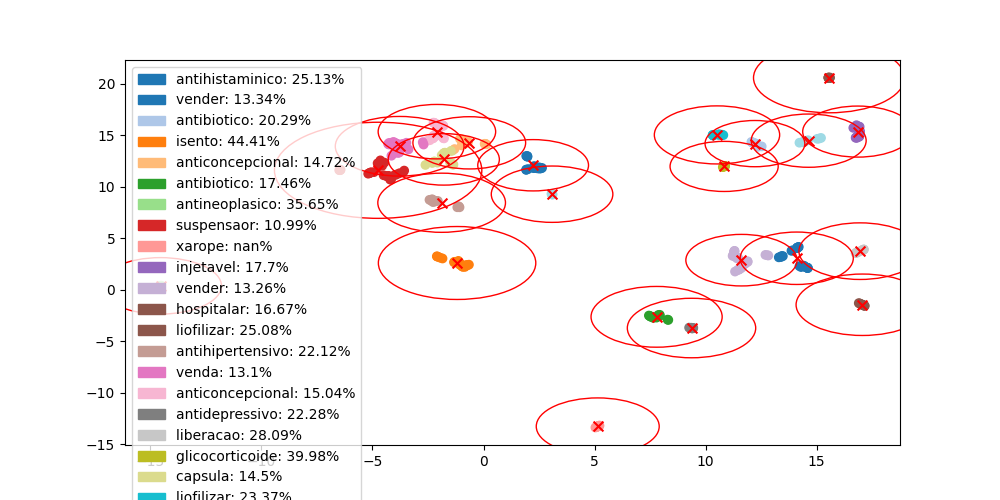 20
15
10
5
0
−5
−10
−15
antihistaminico: 25.13%
vender: 13.34%
antibiotico: 20.29%
isento: 44.41%
anticoncepcional: 14.72%
antibiotico: 17.46%
antineoplasico: 35.65%
suspensaor: 10.99%
xarope: nan%
injetavel: 17.7%
vender: 13.26%
hospitalar: 16.67%
liofilizar: 25.08%
antihipertensivo: 22.12%
venda: 13.1%
anticoncepcional: 15.04%
antidepressivo: 22.28%
liberacao: 28.09%
glicocorticoide: 39.98%
capsula: 14.5%
liofilizar: 23.37%
−15 −10 −5 0 5 10 15